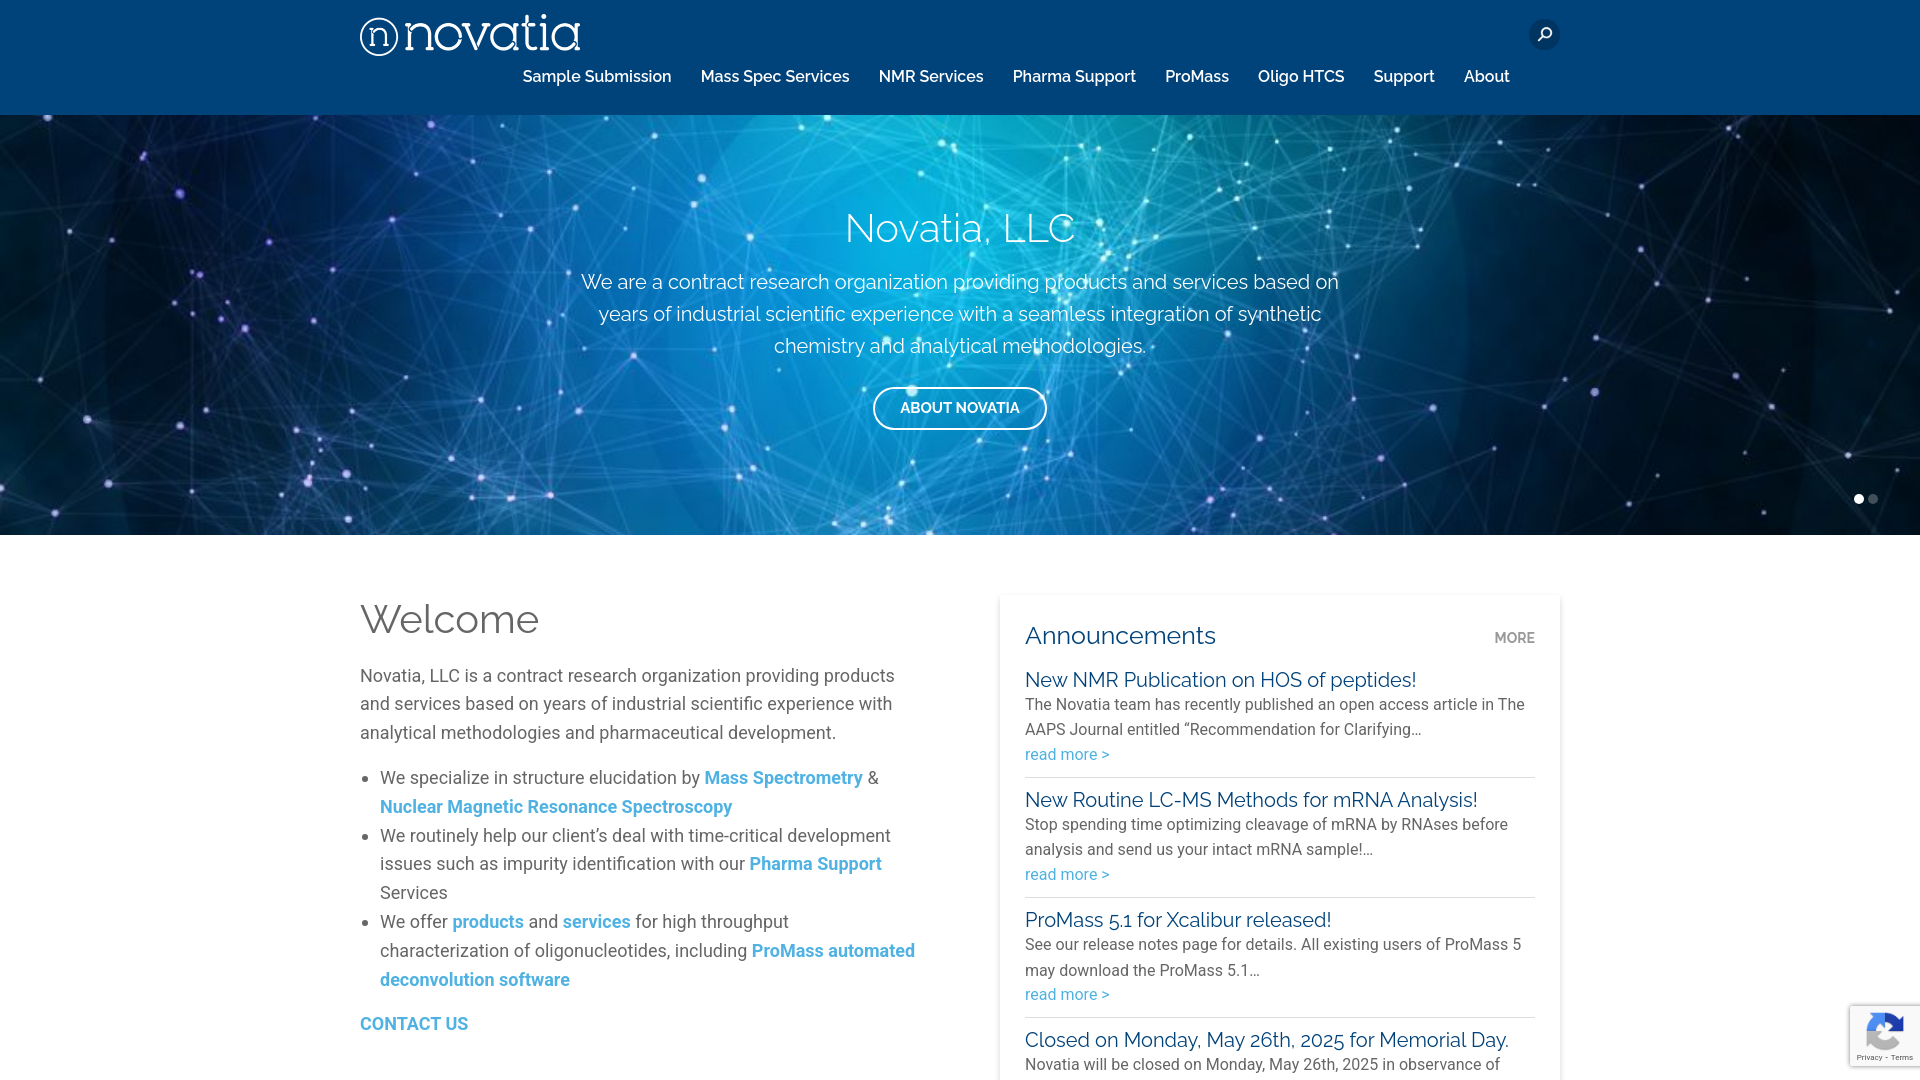 n novatia
Sample Submission Mass Spec Services NMR Services Pharma Support ProMass Oligo HTCS Support About
Novatia, LLC
We are a contract research organization providing products and services based on
years of industrial scientific experience with a seamless integration of synthetic
chemistry and analytical methodologies.
ABOUT NOVATIA
Welcome
Novatia, LLC is a contract research organization providing products
and services based on years of industrial scientific experience with
analytical methodologies and pharmaceutical development.
We specialize in structure elucidation by Mass Spectrometry &
Nuclear Magnetic Resonance Spectroscopy
We routinely help our client’s deal with time-critical development
issues such as impurity identification with our Pharma Support
Services
We offer products and services for high throughput
characterization of oligonucleotides, including ProMass automated
deconvolution software
CONTACT US
Announcements MORE
New NMR Publication on HOS of peptides!
The Novatia team has recently published an open access article in The
AAPS Journal entitled “Recommendation for Clarifying…
read more >
New Routine LC-MS Methods for mRNA Analysis!
Stop spending time optimizing cleavage of mRNA by RNAses before
analysis and send us your intact mRNA sample!…
read more >
ProMass 5.1 for Xcalibur released!
See our release notes page for details. All existing users of ProMass 5
may download the ProMass 5.1…
read more >
Closed on Monday, May 26th, 2025 for Memorial Day.
Novatia will be closed on Monday, May 26th, 2025 in observance of
Privacy - Terms